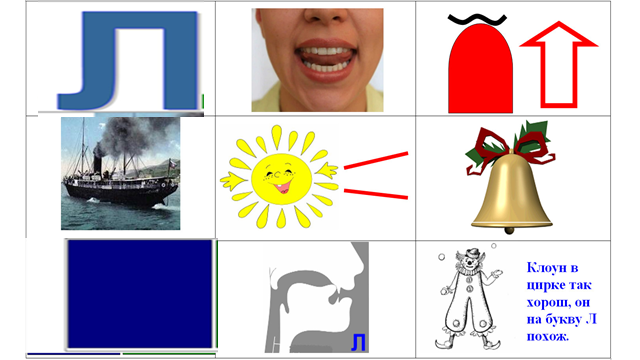 Л
Л
Клоун в
цирке так
хорош, он
на букву Л
похож.